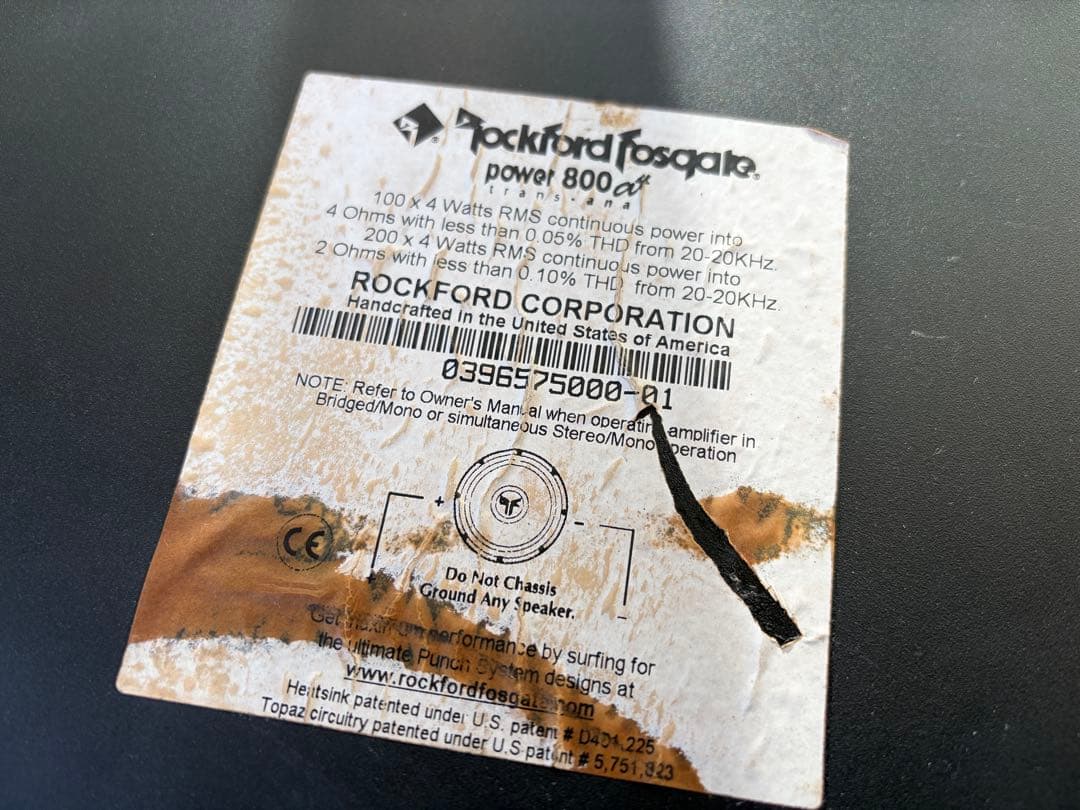 Rockford Fosgate®
power 800a4
trans•ana
100 x 4 Watts RMS continuous power into
4 Ohms with less than 0.05% THD from 20-20KHz.
200 x 4 Watts RMS continuous power into
2 Ohms with less than 0.10% THD from 20-20KHz.
ROCKFORD CORPORATION
Handcrafted in the United States of America
0396575000-01
NOTE: Refer to Owner's Manual when operating amplifier in
Bridged/Mono or simultaneous Stereo/Mono operation
+ -
CE
+ -
Do Not Chassis
Ground Any Speaker.
Get maximum performance by surfing for
the ultimate Punch System designs at
www.rockfordfosgate.com
Heatsink patented under U.S. patent # D401,225
Topaz circuitry patented under U.S patent # 5,751,823